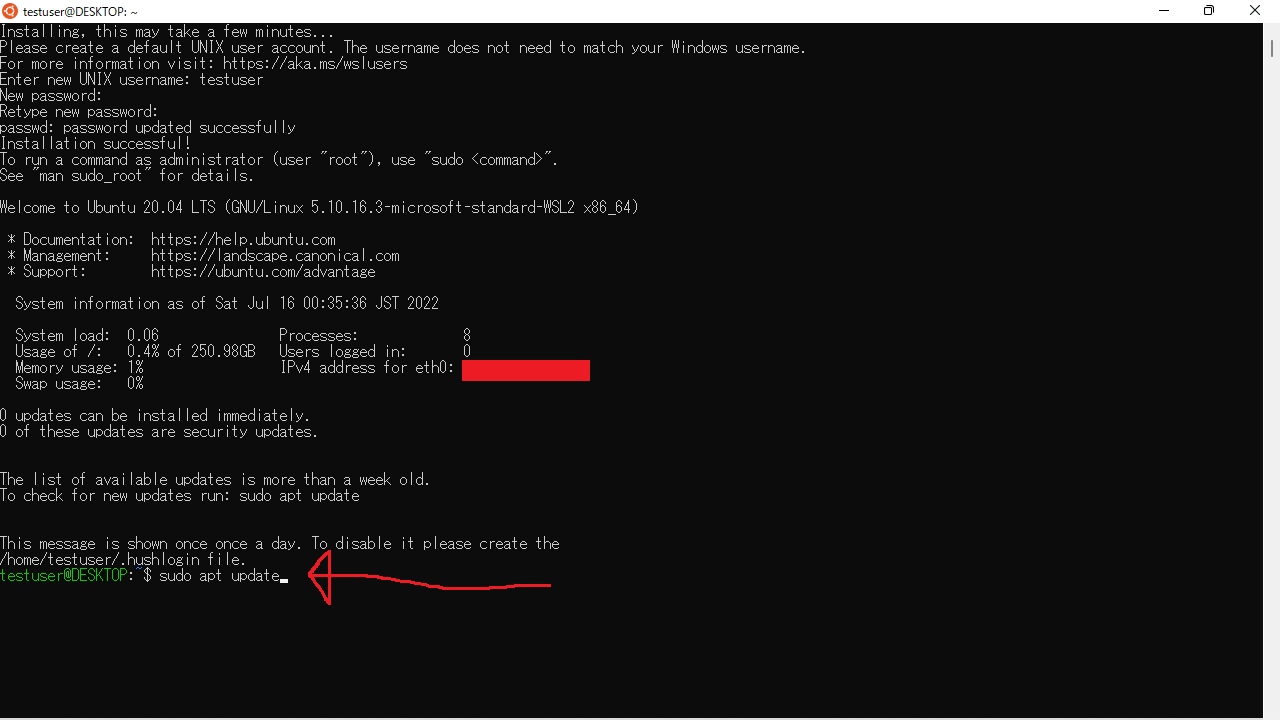 testuser@DESKTOP: ~
Installing, this may take a few minutes...
Please create a default UNIX user account. The username does not need to match your Windows username.
For more information visit: https://aka.ms/wslusers
Enter new UNIX username: testuser
New password:
Retype new password:
passwd: password updated successfully
Installation successful!
To run a command as administrator (user "root"), use "sudo <command>".
See "man sudo_root" for details.
Welcome to Ubuntu 20.04 LTS (GNU/Linux 5.10.16.3-microsoft-standard-WSL2 x86_64)
* Documentation:  https://help.ubuntu.com
* Management:     https://landscape.canonical.com
* Support:        https://ubuntu.com/advantage
System information as of Sat Jul 16 00:35:36 JST 2022
System load:  0.06               Processes:             8
Usage of /:   0.4% of 250.98GB   Users logged in:       0
Memory usage: 1%                 IPv4 address for eth0:
Swap usage:   0%
0 updates can be installed immediately.
0 of these updates are security updates.
The list of available updates is more than a week old.
To check for new updates run: sudo apt update
This message is shown once once a day. To disable it please create the
/home/testuser/.hushlogin file.
testuser@DESKTOP:~$ sudo apt update